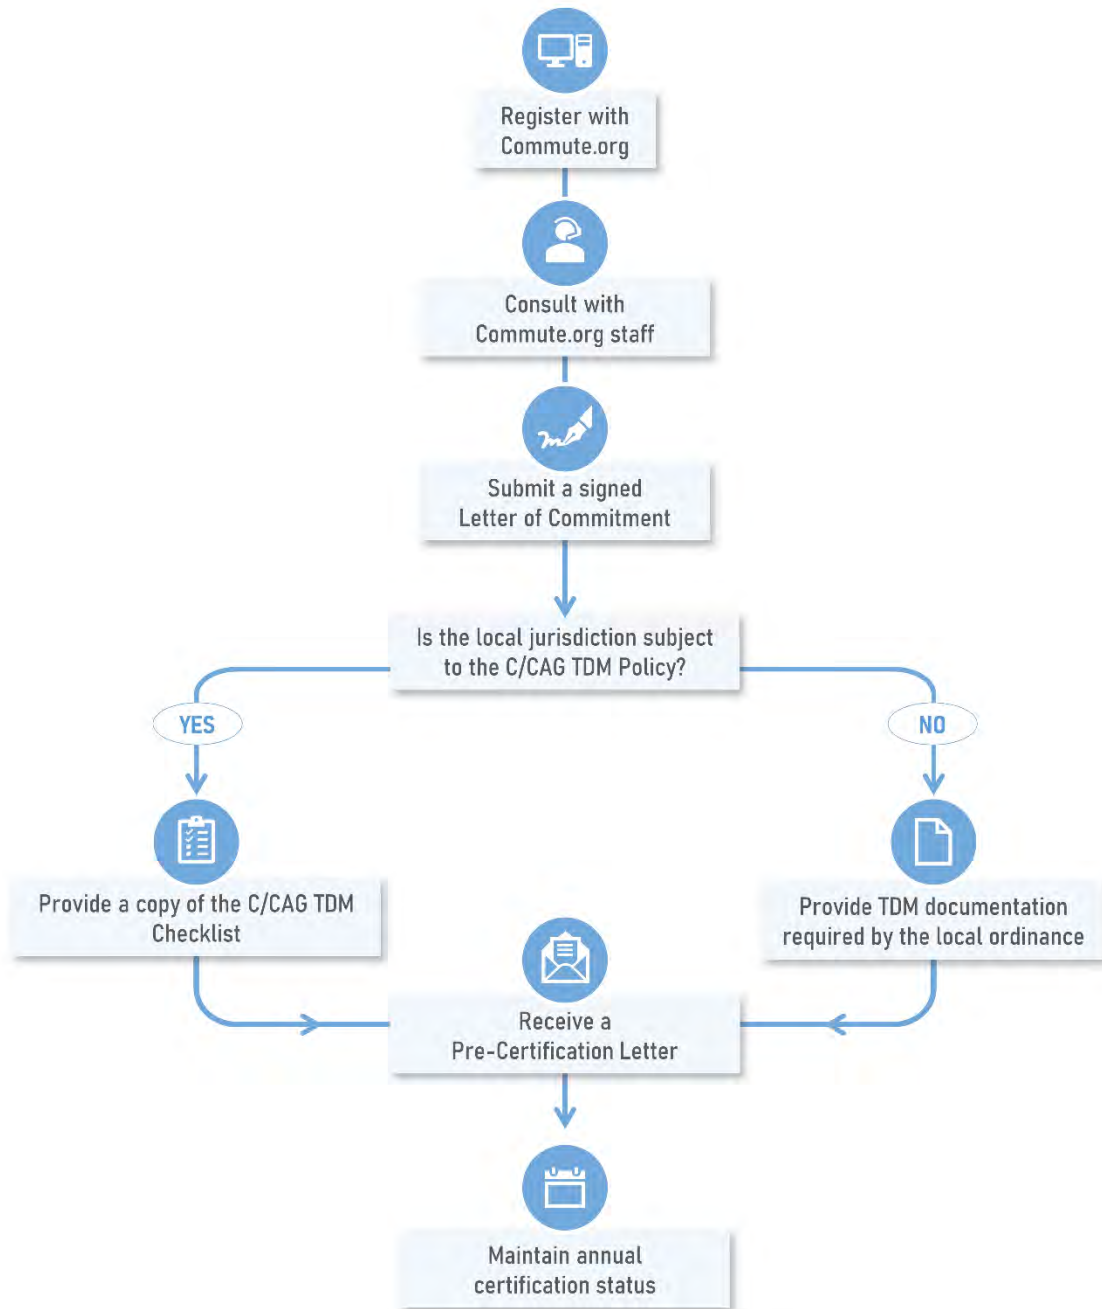 Register with
Commute.org
Consult with
Commute.org staff
Submit a signed
Letter of Commitment
Is the local jurisdiction subject
to the C/CAG TDM Policy?
YES
NO
Provide a copy of the C/CAG TDM
Checklist
Provide TDM documentation
required by the local ordinance
Receive a
Pre-Certification Letter
Maintain annual
certification status